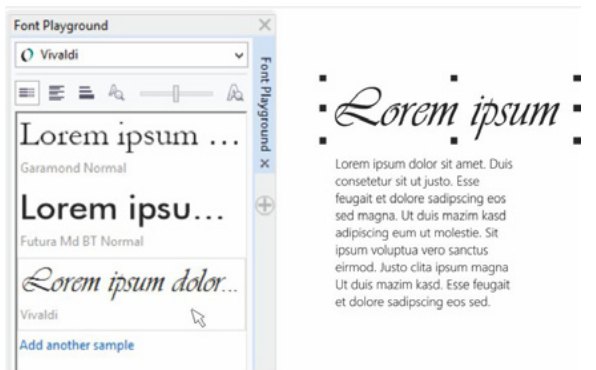 Font Playground
Vivaldi
Font Playground
Lorem ipsum ...
Garamond Normal
Lorem ipsu...
Futura Md BT Normal
Lorem ipsum dolor...
Vivaldi
Add another sample
Lorem ipsum
Lorem ipsum dolor sit amet. Duis
consetetur sit ut justo. Esse
feugait et dolore sadipscing eos
sed magna. Ut duis mazim kasd
adipiscing eum ut molestie. Sit
ipsum voluptua vero sanctus
eirmod. Justo clita ipsum magna
Ut duis mazim kasd. Esse feugait
et dolore sadipscing eos sed.